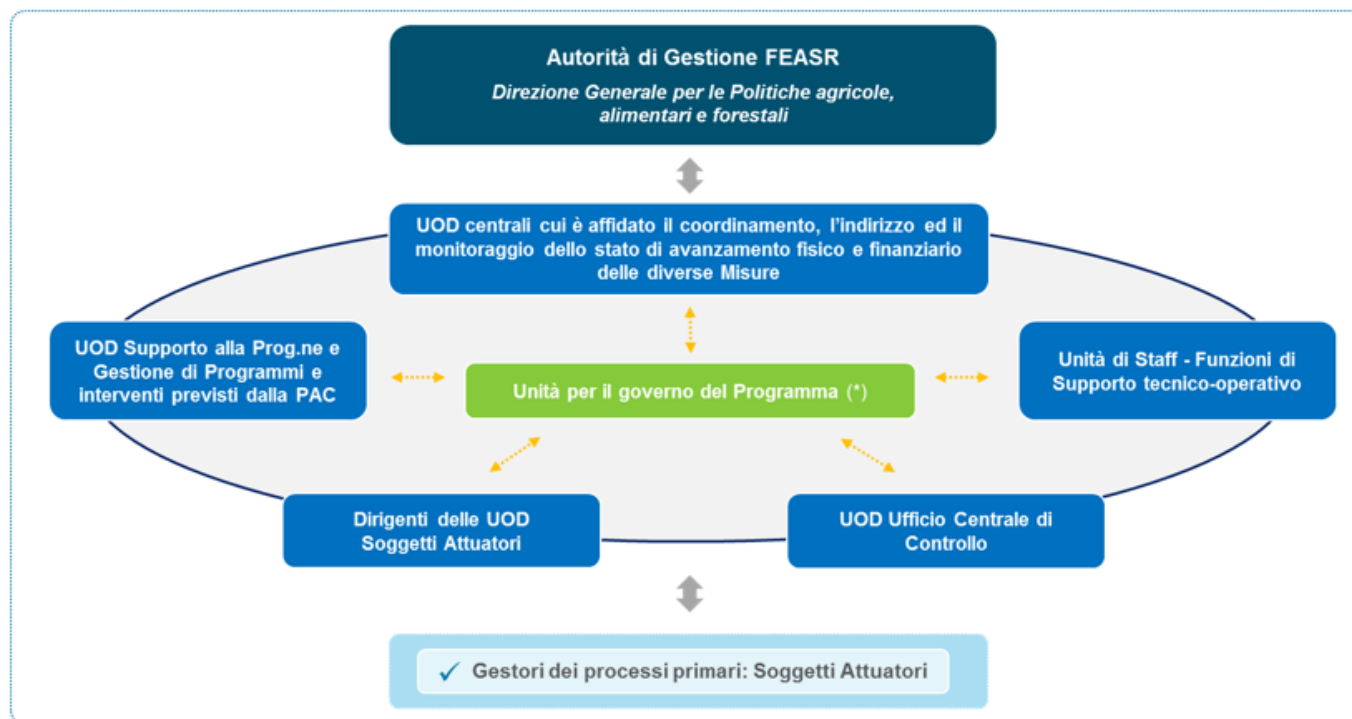 Autorità di Gestione FEASR
Direzione Generale per le Politiche agricole,
alimentari e forestali
UOD centrali cui è affidato il coordinamento, l'indirizzo ed il
monitoraggio dello stato di avanzamento fisico e finanziario
delle diverse Misure
UOD Supporto alla Prog.ne e
Gestione di Programmi e
interventi previsti dalla PAC
Unità per il governo del Programma (*)
Unità di Staff - Funzioni di
Supporto tecnico-operativo
Dirigenti delle UOD
Soggetti Attuatori
UOD Ufficio Centrale di
Controllo
✓ Gestori dei processi primari: Soggetti Attuatori